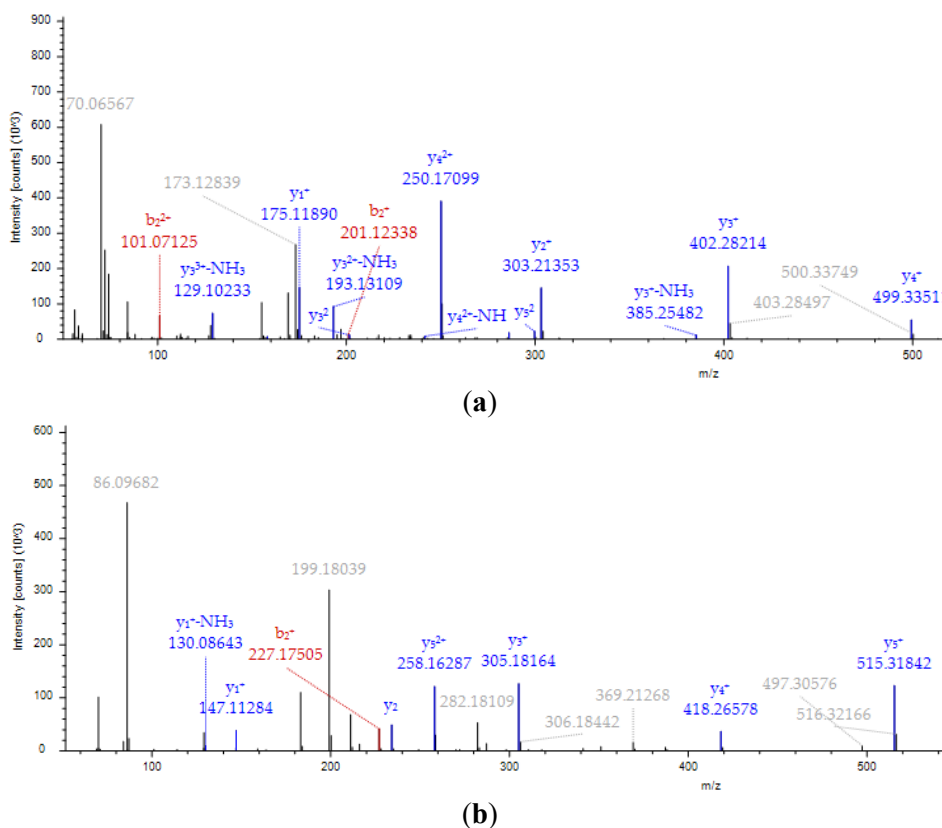 900
800
700
600
500
400
300
200
100
0
Intensity [counts] (10^3)
70.06567
173.12839
b₂²⁺
101.07125
y₃³⁺-NH₃
129.10233
y₁⁺
175.11890
b₂⁺
201.12338
y₃²⁺-NH₃
193.13109
y₃²
y₄²⁺
250.17099
y₄²⁺-NH
y₂⁺
303.21353
y₅²
y₃⁺
402.28214
y₃⁺-NH₃
385.25482
500.33749
403.28497
y₄⁺
499.3351
100 200 300 400 500
m/z
(a)
600
500
400
300
200
100
0
Intensity [counts] (10^3)
86.09682
199.18039
y₁⁺-NH₃
130.08643
y₁⁺
147.11284
b₂⁺
227.17505
y₂
y₅²⁺
258.16287
282.18109
y₃⁺
305.18164
306.18442
369.21268
y₄⁺
418.26578
497.30576
516.32166
y₅⁺
515.31842
100 200 300 400 500
m/z
(b)